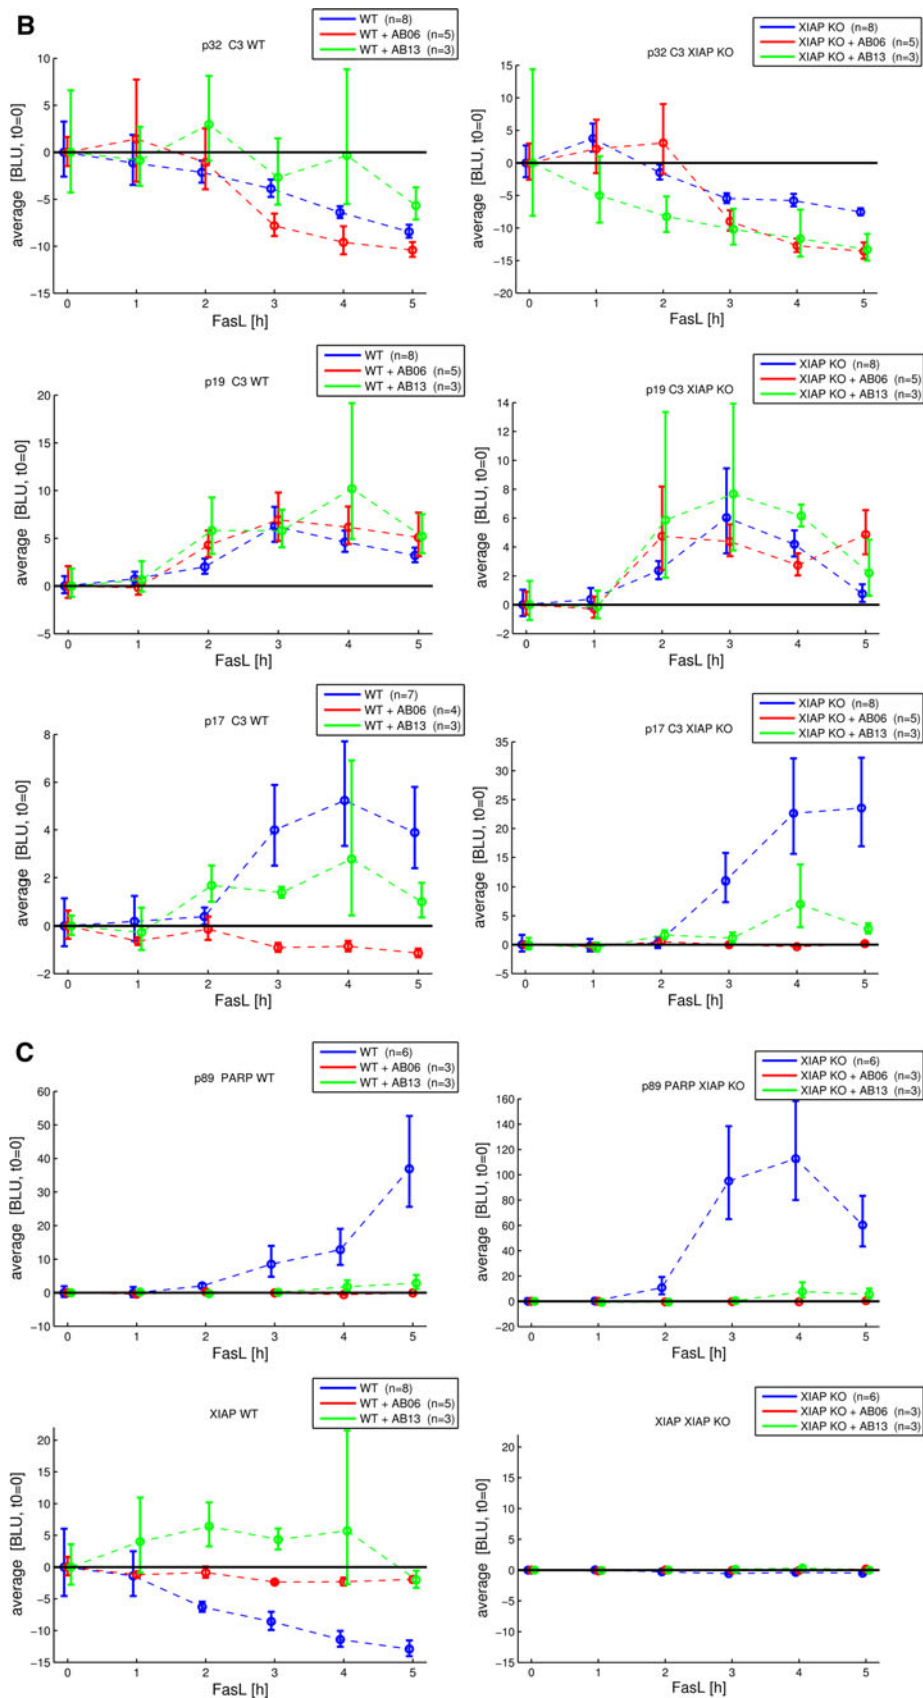 B
p32 C3 WT
WT (n=8)
WT + AB06 (n=5)
WT + AB13 (n=3)
average [BLU, t0=0]
10
5
0
−5
−10
−15
0 1 2 3 4 5
FasL [h]
p32 C3 XIAP KO
XIAP KO (n=8)
XIAP KO + AB06 (n=5)
XIAP KO + AB13 (n=3)
average [BLU, t0=0]
15
10
5
0
−5
−10
−15
−20
0 1 2 3 4 5
FasL [h]
p19 C3 WT
WT (n=8)
WT + AB06 (n=5)
WT + AB13 (n=3)
average [BLU, t0=0]
20
15
10
5
0
−5
0 1 2 3 4 5
FasL [h]
p19 C3 XIAP KO
XIAP KO (n=8)
XIAP KO + AB06 (n=5)
XIAP KO + AB13 (n=3)
average [BLU, t0=0]
14
12
10
8
6
4
2
0
−2
0 1 2 3 4 5
FasL [h]
p17 C3 WT
WT (n=7)
WT + AB06 (n=4)
WT + AB13 (n=3)
average [BLU, t0=0]
8
6
4
2
0
−2
0 1 2 3 4 5
FasL [h]
p17 C3 XIAP KO
XIAP KO (n=8)
XIAP KO + AB06 (n=5)
XIAP KO + AB13 (n=3)
average [BLU, t0=0]
35
30
25
20
15
10
5
0
−5
0 1 2 3 4 5
FasL [h]
C
p89 PARP WT
WT (n=6)
WT + AB06 (n=3)
WT + AB13 (n=3)
average [BLU, t0=0]
60
50
40
30
20
10
0
−10
0 1 2 3 4 5
FasL [h]
p89 PARP XIAP KO
XIAP KO (n=6)
XIAP KO + AB06 (n=3)
XIAP KO + AB13 (n=3)
average [BLU, t0=0]
160
140
120
100
80
60
40
20
0
−20
0 1 2 3 4 5
FasL [h]
XIAP WT
WT (n=8)
WT + AB06 (n=5)
WT + AB13 (n=3)
average [BLU, t0=0]
20
15
10
5
0
−5
−10
−15
0 1 2 3 4 5
FasL [h]
XIAP XIAP KO
XIAP KO (n=6)
XIAP KO + AB06 (n=3)
XIAP KO + AB13 (n=3)
average [BLU, t0=0]
20
15
10
5
0
−5
−10
−15
0 1 2 3 4 5
FasL [h]